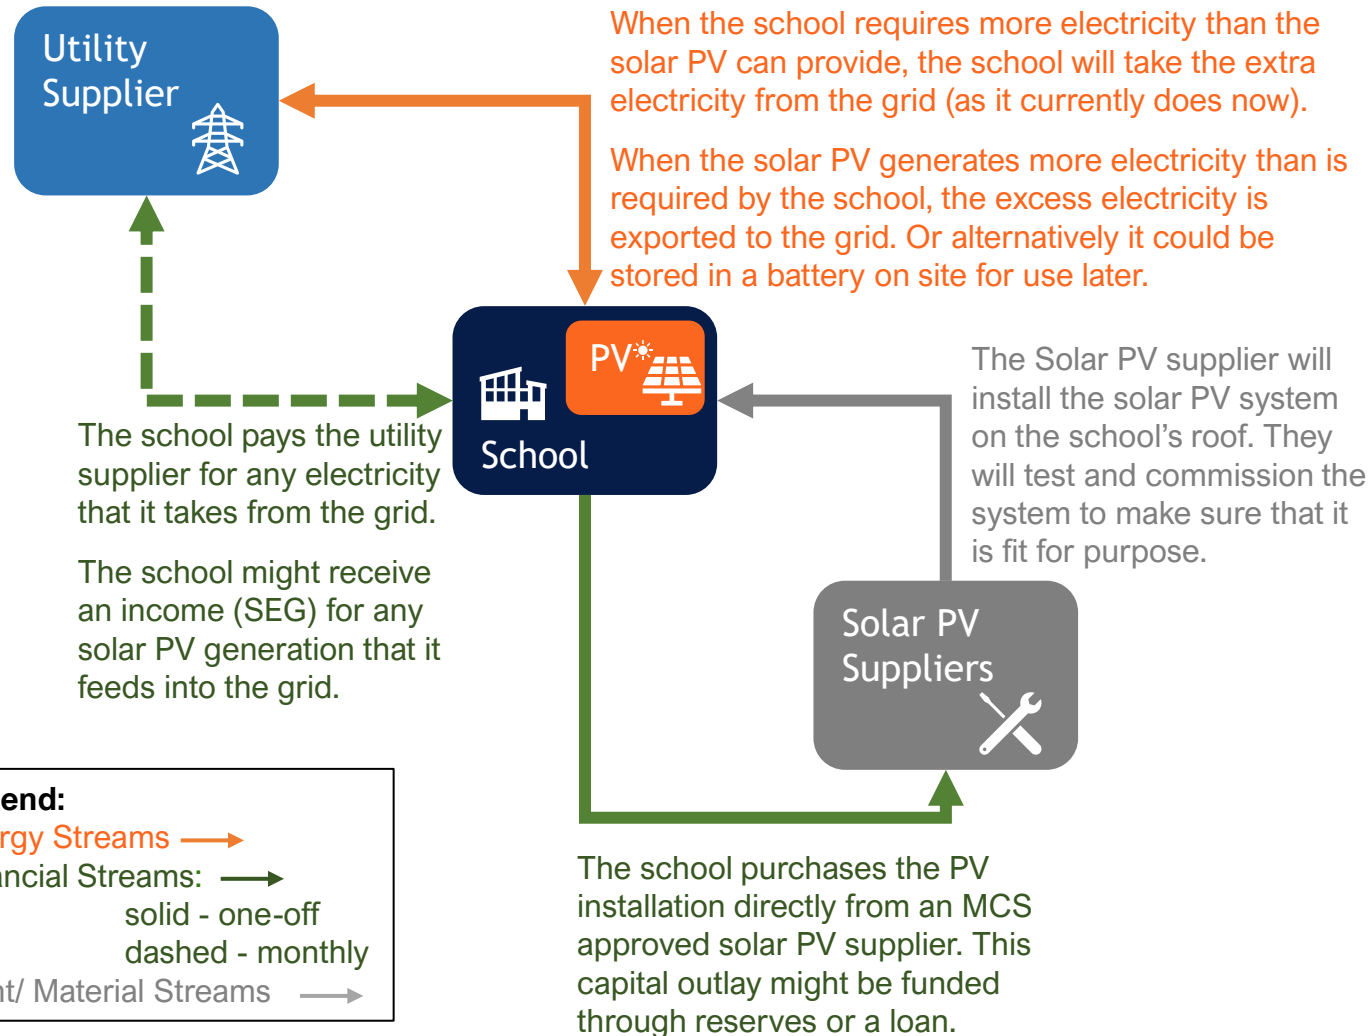 Utility
Supplier
When the school requires more electricity than the
solar PV can provide, the school will take the extra
electricity from the grid (as it currently does now).
When the solar PV generates more electricity than is
required by the school, the excess electricity is
exported to the grid. Or alternatively it could be
stored in a battery on site for use later.
PV
School
The Solar PV supplier will
install the solar PV system
on the school's roof. They
will test and commission the
system to make sure that it
is fit for purpose.
The school pays the utility
supplier for any electricity
that it takes from the grid.
The school might receive
an income (SEG) for any
solar PV generation that it
feeds into the grid.
Solar PV
Suppliers
end:
rgy Streams
ancial Streams:
solid - one-off
dashed - monthly
nt/ Material Streams
The school purchases the PV
installation directly from an MCS
approved solar PV supplier. This
capital outlay might be funded
through reserves or a loan.